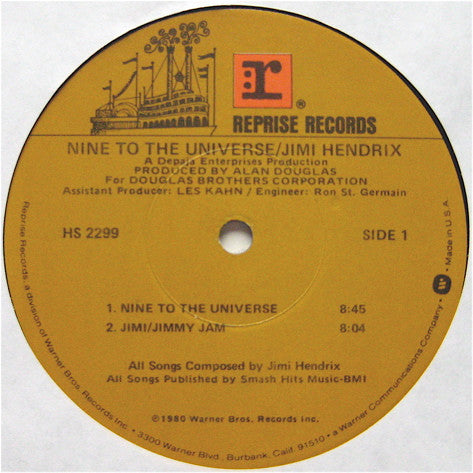 r
®
REPRISE RECORDS
NINE TO THE UNIVERSE/JIMI HENDRIX
A Depaja Enterprises Production
PRODUCED BY ALAN DOUGLAS
For DOUGLAS BROTHERS CORPORATION
Assistant Producer: LES KAHN / Engineer: Ron St. Germain
HS 2299
SIDE 1
1. NINE TO THE UNIVERSE 8:45
2. JIMI/JIMMY JAM 8:04
All Songs Composed by Jimi Hendrix
All Songs Published by Smash Hits Music-BMI
©1980 Warner Bros. Records Inc.
Reprise Records, a division of Warner Bros. Records Inc. • 3300 Warner Blvd., Burbank, Calif. 91510 • a Warner Communications Company • Made in U.S.A.